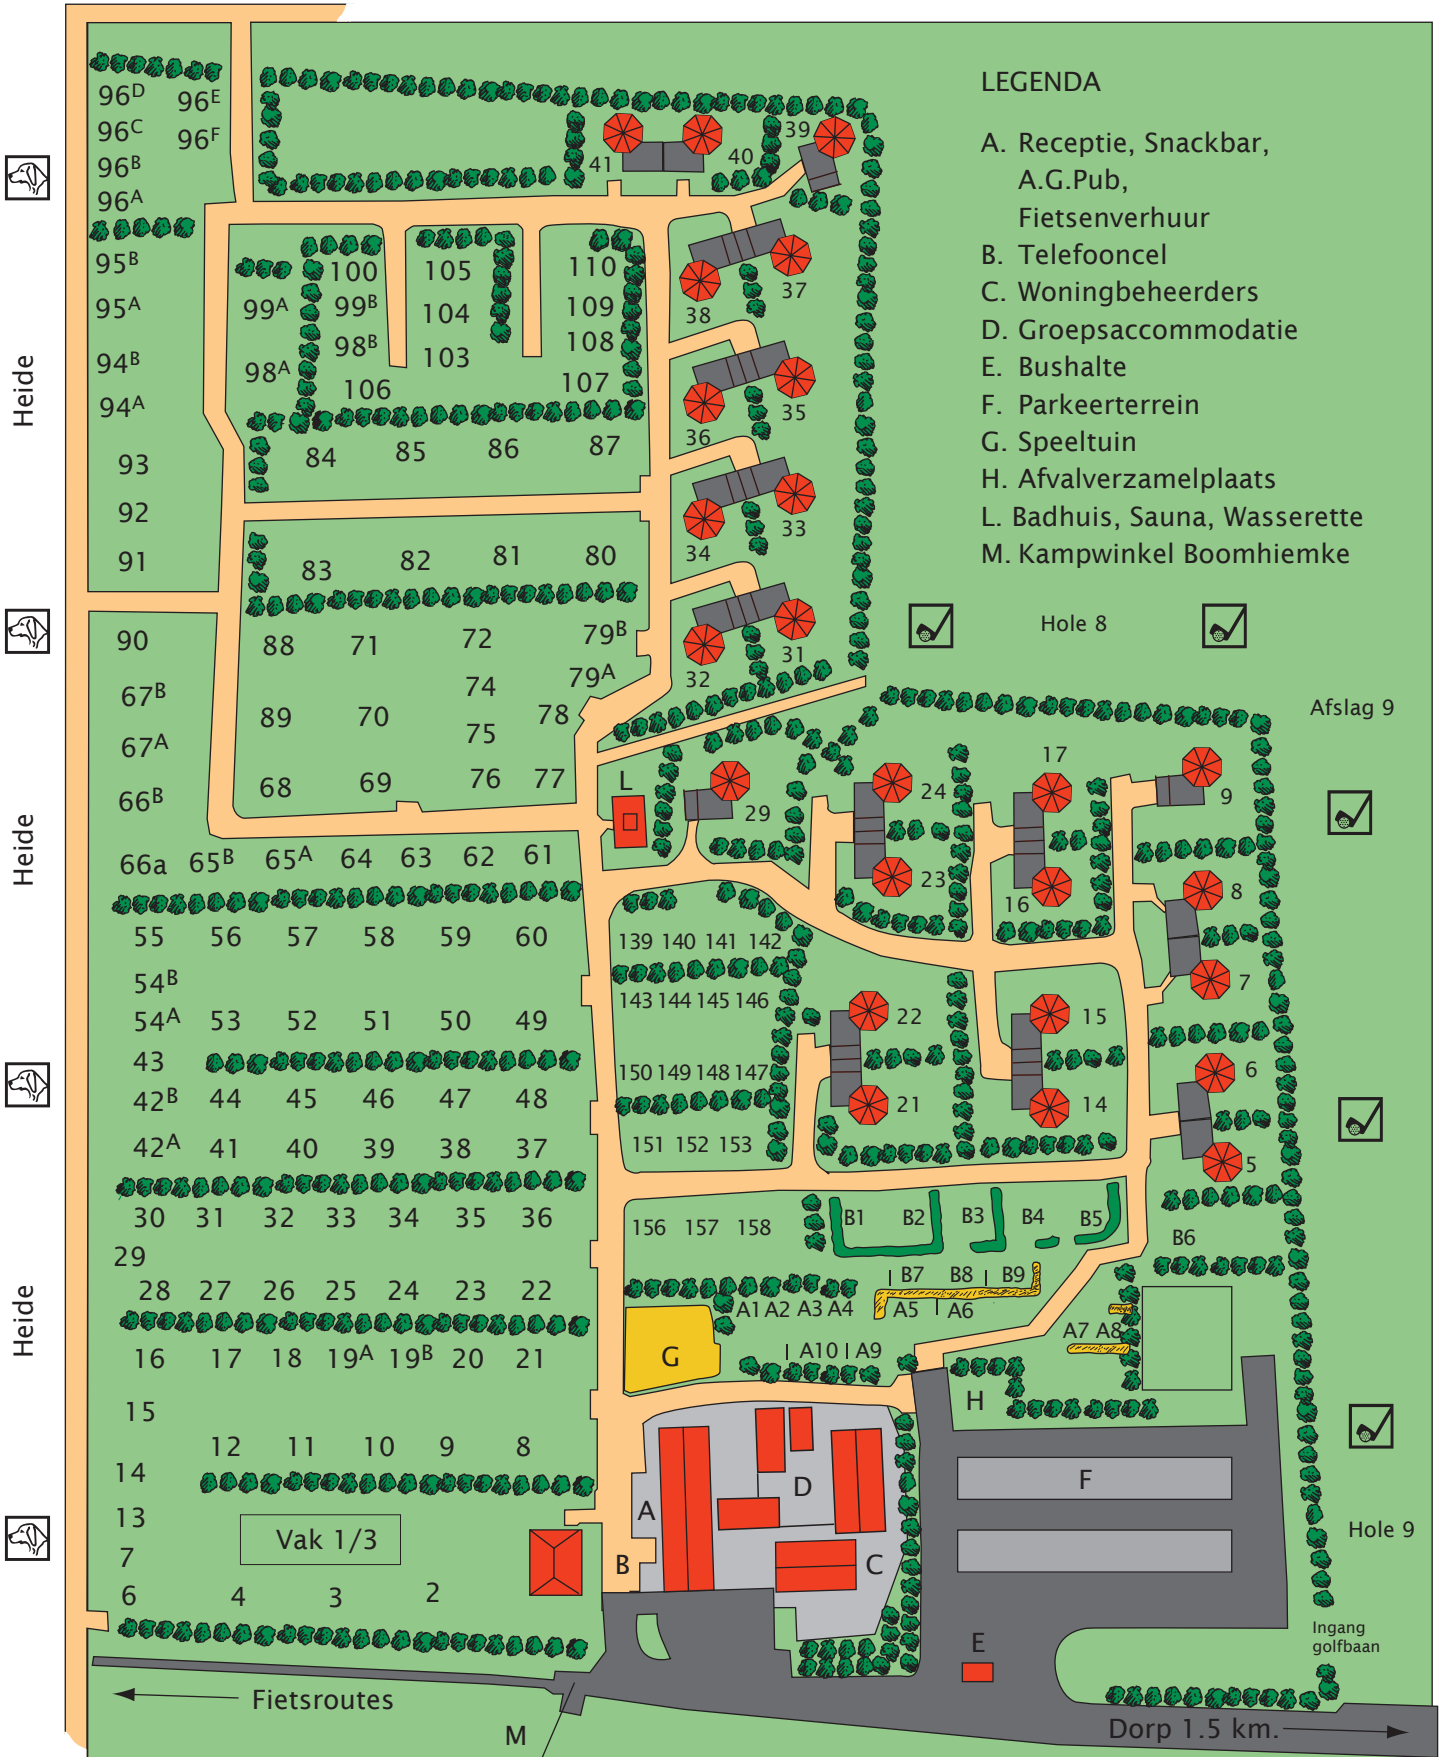 LEGENDA
A. Receptie, Snackbar,
A.G.Pub,
Fietsenverhuur
B. Telefooncel
C. Woningbeheerders
D. Groepsaccommodatie
E. Bushalte
F. Parkeerterrein
G. Speeltuin
H. Afvalverzamelplaats
L. Badhuis, Sauna, Wasserette
M. Kampwinkel Boomhiemke
96D 96E
96C 96F
96B
96A
95B
95A
94B
94A
93
92
91
90
67B
67A
66B
Heide
Heide
Heide
41 40 39
38 37
36 35
34 33
32 31
100 105 110
99A 99B 104 109
98A 98B 103 108
106 107
84 85 86 87
83 82 81 80
88 71 72 79B
74 79A
89 70 75 78
68 69 76 77
66a 65B 65A 64 63 62 61
L
29
24
23
17
16
9
8
7
6
5
22
21
15
14
Hole 8
Afslag 9
55 56 57 58 59 60
54B
54A 53 52 51 50 49
43
42B 44 45 46 47 48
42A 41 40 39 38 37
30 31 32 33 34 35 36
29
28 27 26 25 24 23 22
16 17 18 19A 19B 20 21
15
12 11 10 9 8
14
13
7
6 4 3 2
Vak 1/3
139 140 141 142
143 144 145 146
150 149 148 147
151 152 153
156 157 158
B1 B2 B3 B4 B5
B6
B7 B8 B9
A1 A2 A3 A4 A5 A6
A7 A8
A10 A9
G
H
A
B
C
D
E
F
Hole 9
Ingang
golfbaan
Fietsroutes
M
Dorp 1.5 km.